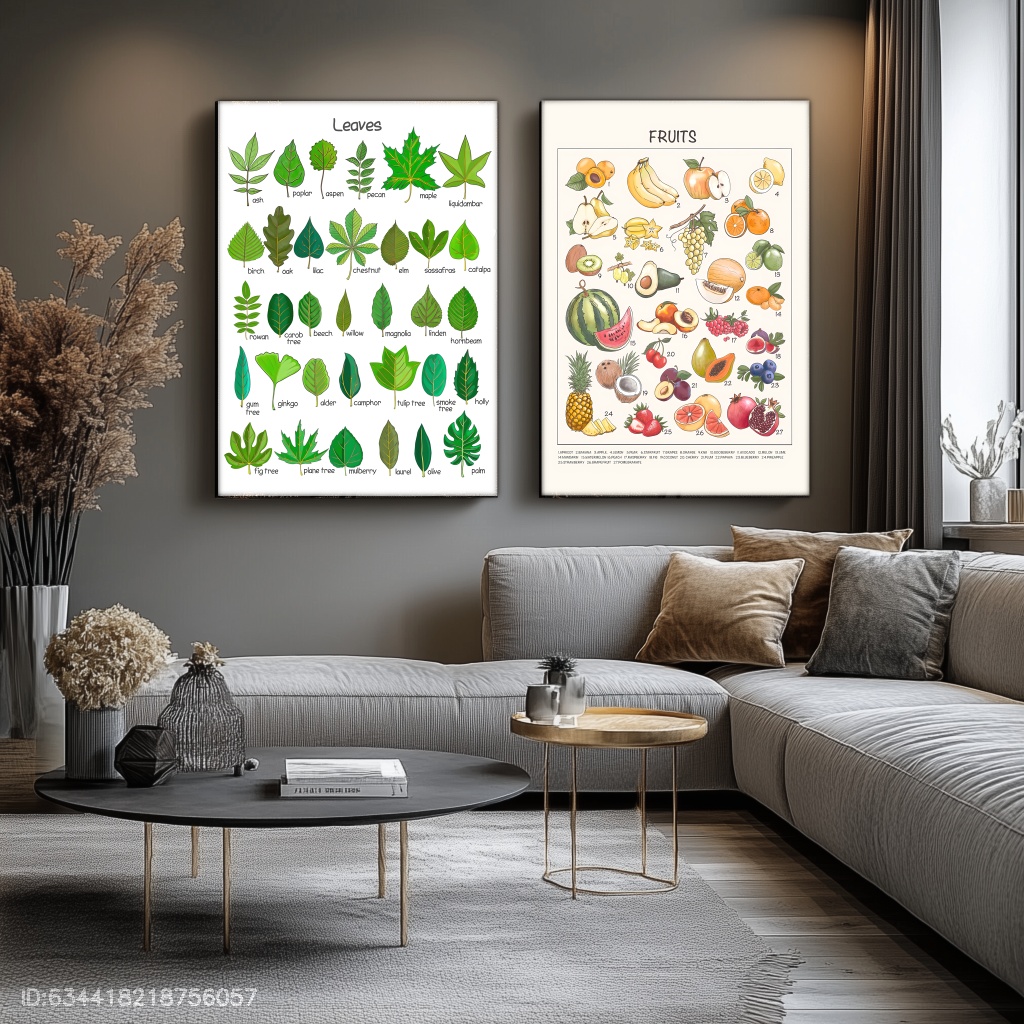 Leaves
ash
poplar
aspen
pecan
maple
liquidambar
birch
oak
lilac
chestnut
elm
sassafras
catalpa
rowan
carob
tree
beech
willow
magnolia
linden
hornbeam
gum
tree
ginkgo
alder
camphor
tulip tree
smoke
tree
holly
fig tree
plane tree
mulberry
laurel
olive
palm
FRUITS
1
2
3
4
5
6
7
8
10
11
12
13
14
15
16
17
18
19
20
21
22
23
24
25
26
27
ID:634418218756057